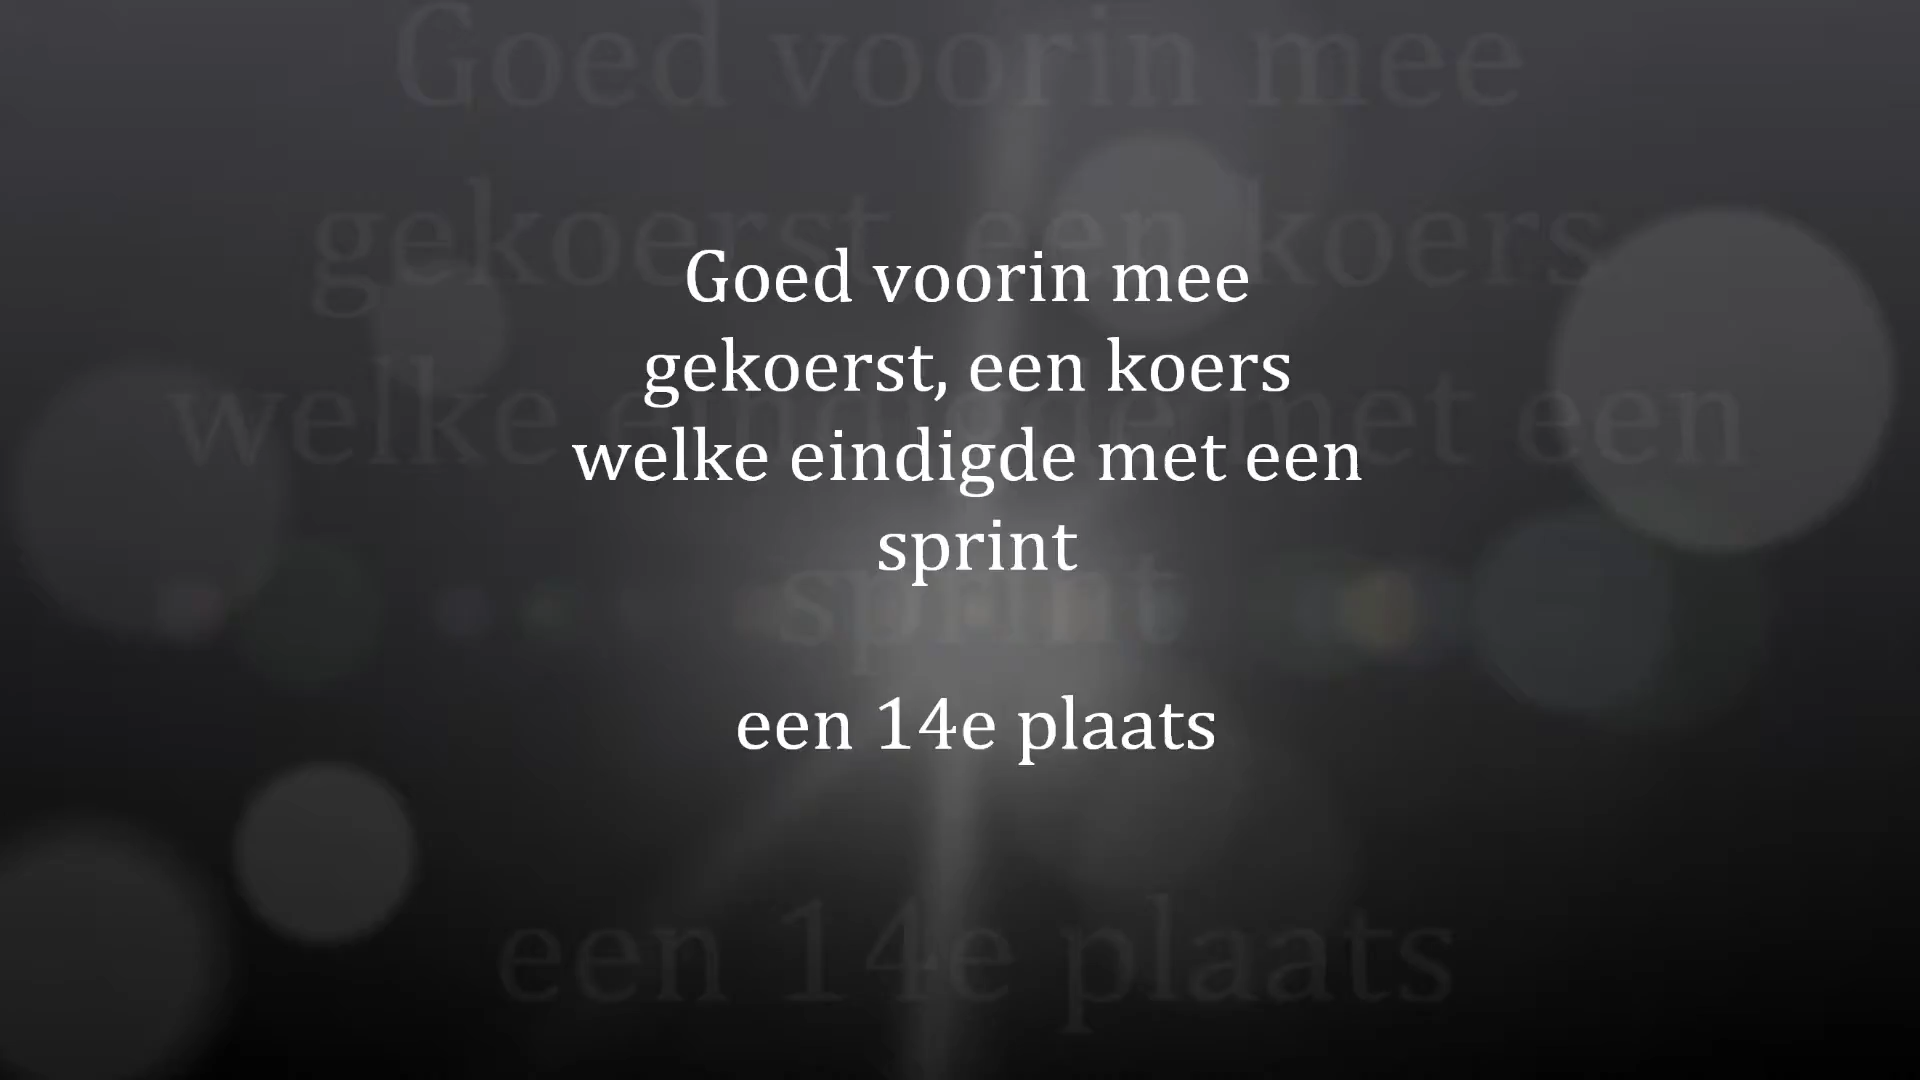 Goed voorin mee
gekoerst, een koers
welke eindigde met een
sprint
een 14e plaats